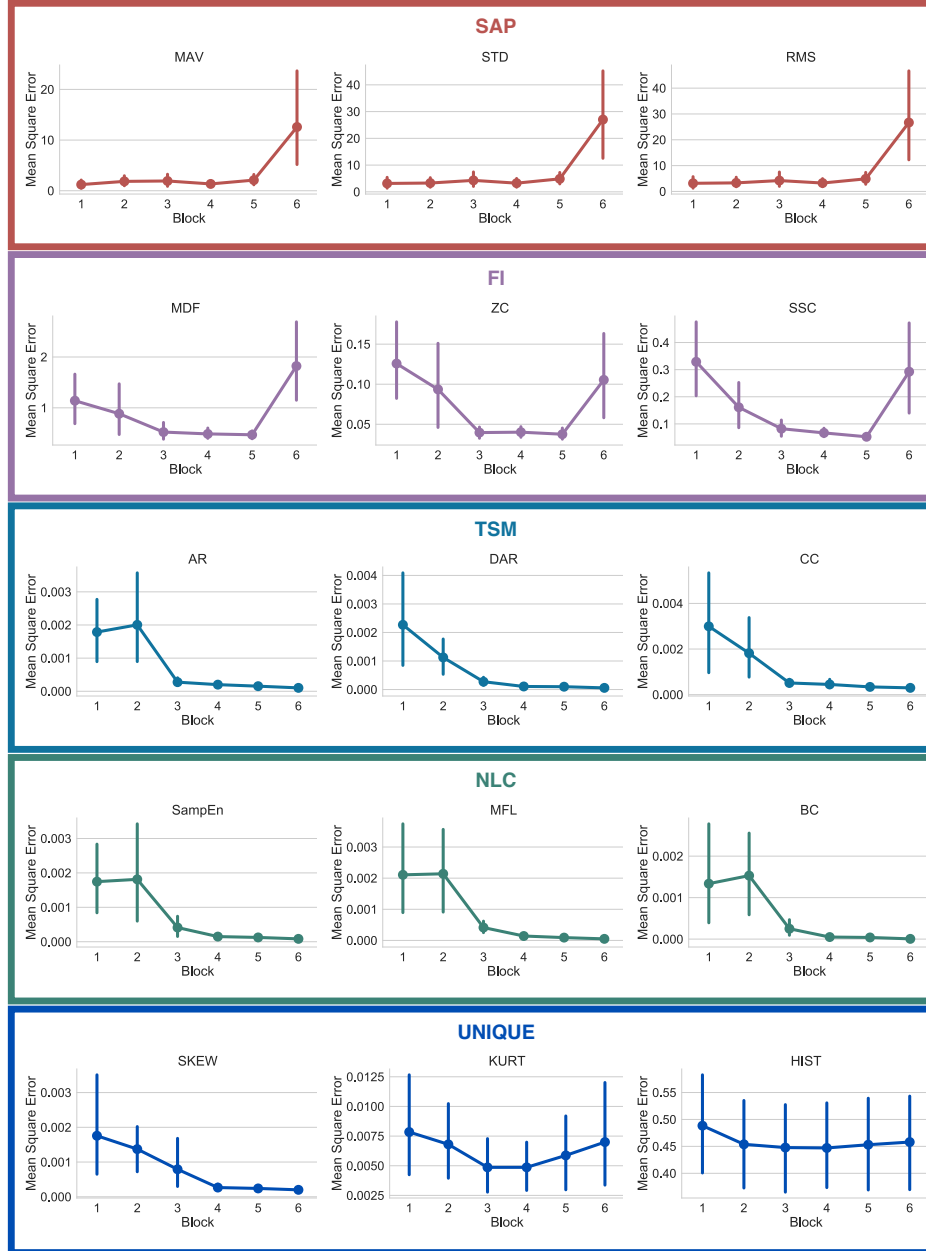 SAP
MAV STD RMS
Mean Square Error 20 10 0 Mean Square Error 40 30 20 10 0 Mean Square Error 40 30 20 10 0
1 2 3 4 5 6 1 2 3 4 5 6 1 2 3 4 5 6
Block Block Block
FI
MDF ZC SSC
Mean Square Error 2 1 Mean Square Error 0.15 0.10 0.05 Mean Square Error 0.4 0.3 0.2 0.1
1 2 3 4 5 6 1 2 3 4 5 6 1 2 3 4 5 6
Block Block Block
TSM
AR DAR CC
Mean Square Error 0.003 0.002 0.001 0.000 Mean Square Error 0.004 0.003 0.002 0.001 0.000 Mean Square Error 0.004 0.002 0.000
1 2 3 4 5 6 1 2 3 4 5 6 1 2 3 4 5 6
Block Block Block
NLC
SampEn MFL BC
Mean Square Error 0.003 0.002 0.001 0.000 Mean Square Error 0.003 0.002 0.001 0.000 Mean Square Error 0.002 0.001 0.000
1 2 3 4 5 6 1 2 3 4 5 6 1 2 3 4 5 6
Block Block Block
UNIQUE
SKEW KURT HIST
Mean Square Error 0.003 0.002 0.001 0.000 Mean Square Error 0.0125 0.0100 0.0075 0.0050 0.0025 Mean Square Error 0.55 0.50 0.45 0.40
1 2 3 4 5 6 1 2 3 4 5 6 1 2 3 4 5 6
Block Block Block